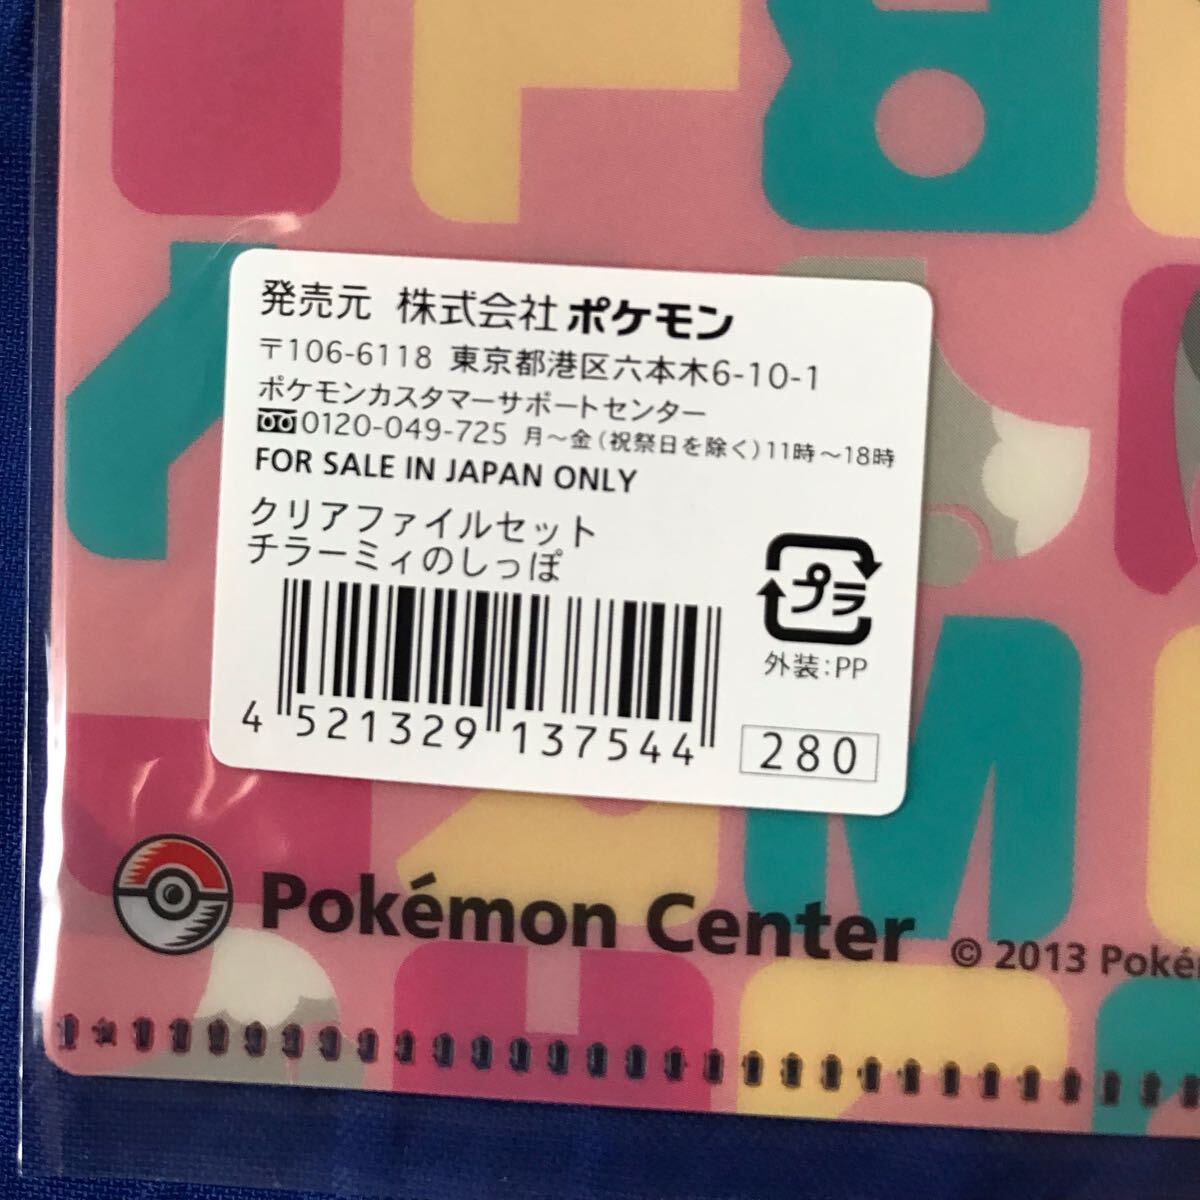 発売元 株式会社ポケモン
〒106-6118 東京都港区六本木6-10-1
ポケモンカスタマーサポートセンター
0120-049-725 月～金(祝祭日を除く)11時～18時
FOR SALE IN JAPAN ONLY
クリアファイルセット
チラーミィのしっぽ
プラ
外装:PP
4 521329 137544
280
Pokémon Center © 2013 Poké